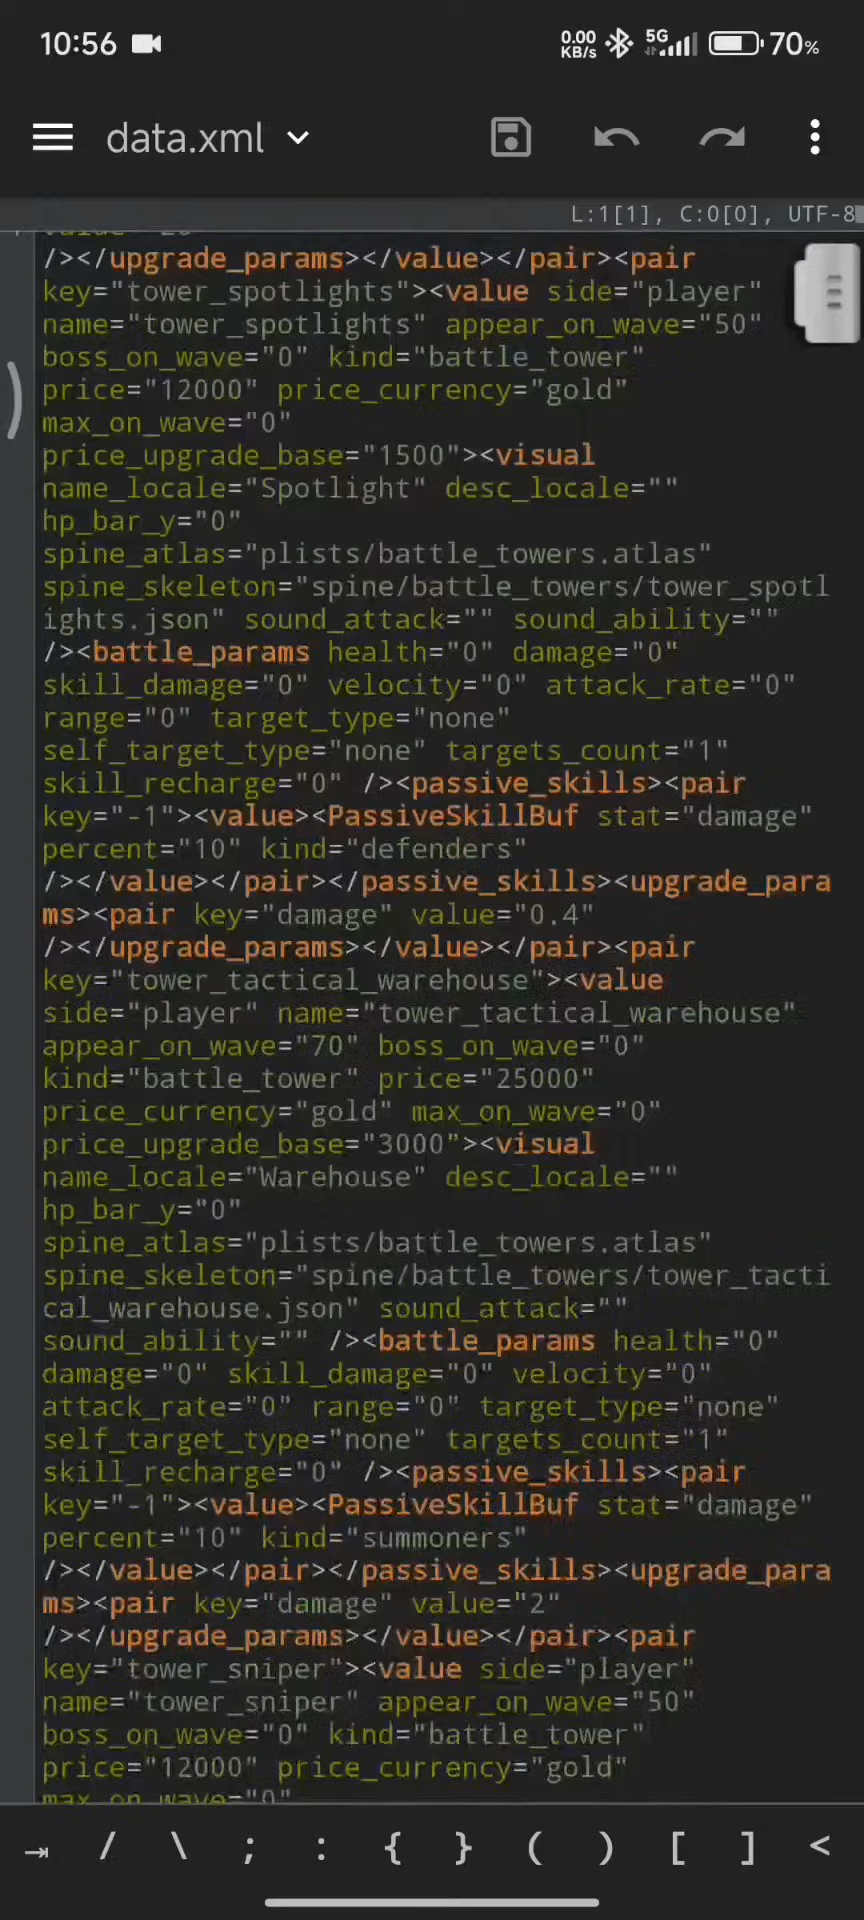 10:56
0.00 KB/s 5G 70%
data.xml
L:1[1], C:0[0], UTF-8
/></upgrade_params></value></pair><pair
key="tower_spotlights"><value side="player"
name="tower_spotlights" appear_on_wave="50"
boss_on_wave="0" kind="battle_tower"
price="12000" price_currency="gold"
max_on_wave="0"
price_upgrade_base="1500"><visual
name_locale="Spotlight" desc_locale=""
hp_bar_y="0"
spine_atlas="plists/battle_towers.atlas"
spine_skeleton="spine/battle_towers/tower_spotl
ights.json" sound_attack="" sound_ability=""
/><battle_params health="0" damage="0"
skill_damage="0" velocity="0" attack_rate="0"
range="0" target_type="none"
self_target_type="none" targets_count="1"
skill_recharge="0" /><passive_skills><pair
key="-1"><value><PassiveSkillBuf stat="damage"
percent="10" kind="defenders"
/></value></pair></passive_skills><upgrade_para
ms><pair key="damage" value="0.4"
/></upgrade_params></value></pair><pair
key="tower_tactical_warehouse"><value
side="player" name="tower_tactical_warehouse"
appear_on_wave="70" boss_on_wave="0"
kind="battle_tower" price="25000"
price_currency="gold" max_on_wave="0"
price_upgrade_base="3000"><visual
name_locale="Warehouse" desc_locale=""
hp_bar_y="0"
spine_atlas="plists/battle_towers.atlas"
spine_skeleton="spine/battle_towers/tower_tacti
cal_warehouse.json" sound_attack=""
sound_ability="" /><battle_params health="0"
damage="0" skill_damage="0" velocity="0"
attack_rate="0" range="0" target_type="none"
self_target_type="none" targets_count="1"
skill_recharge="0" /><passive_skills><pair
key="-1"><value><PassiveSkillBuf stat="damage"
percent="10" kind="summoners"
/></value></pair></passive_skills><upgrade_para
ms><pair key="damage" value="2"
/></upgrade_params></value></pair><pair
key="tower_sniper"><value side="player"
name="tower_sniper" appear_on_wave="50"
boss_on_wave="0" kind="battle_tower"
price="12000" price_currency="gold"
max_on_wave="0"
⇥ / \ ; : { } ( ) [ ] <